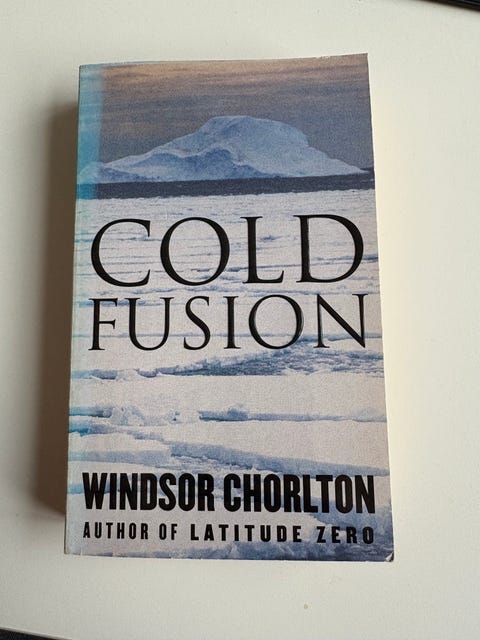 COLD
FUSION
WINDSOR CHORLTON
AUTHOR OF LATITUDE ZERO